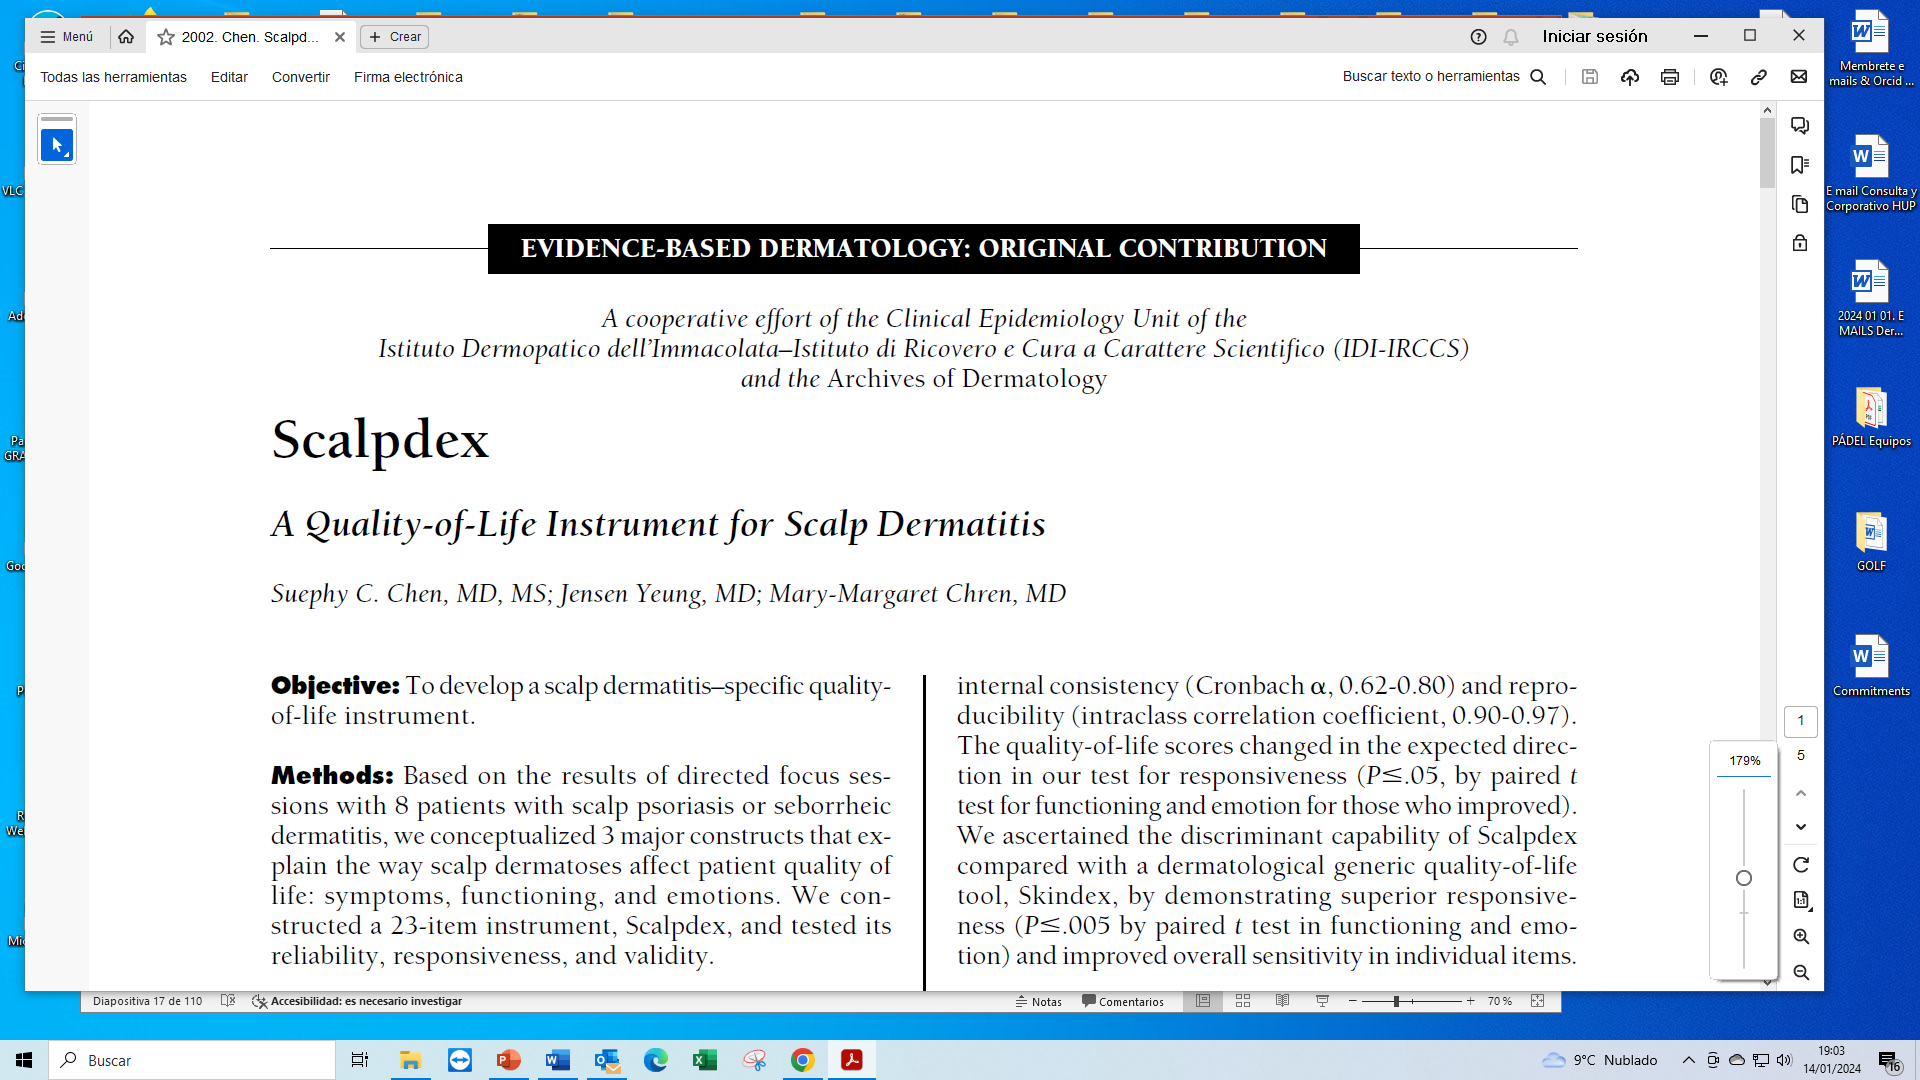 Menú
2002. Chen. Scalpd...
Crear
Iniciar sesión
Todas las herramientas
Editar
Convertir
Firma electrónica
Buscar texto o herramientas
EVIDENCE-BASED DERMATOLOGY: ORIGINAL CONTRIBUTION
A cooperative effort of the Clinical Epidemiology Unit of the
Istituto Dermopatico dell'Immacolata–Istituto di Ricovero e Cura a Carattere Scientifico (IDI-IRCCS)
and the Archives of Dermatology
Scalpdex
A Quality-of-Life Instrument for Scalp Dermatitis
Suephy C. Chen, MD, MS; Jensen Yeung, MD; Mary-Margaret Chren, MD
Objective: To develop a scalp dermatitis–specific quality-
of-life instrument.
Methods: Based on the results of directed focus ses-
sions with 8 patients with scalp psoriasis or seborrheic
dermatitis, we conceptualized 3 major constructs that ex-
plain the way scalp dermatoses affect patient quality of
life: symptoms, functioning, and emotions. We con-
structed a 23-item instrument, Scalpdex, and tested its
reliability, responsiveness, and validity.
internal consistency (Cronbach α, 0.62-0.80) and repro-
ducibility (intraclass correlation coefficient, 0.90-0.97).
The quality-of-life scores changed in the expected direc-
tion in our test for responsiveness (P≤.05, by paired t
test for functioning and emotion for those who improved).
We ascertained the discriminant capability of Scalpdex
compared with a dermatological generic quality-of-life
tool, Skindex, by demonstrating superior responsive-
ness (P≤.005 by paired t test in functioning and emo-
tion) and improved overall sensitivity in individual items.
1
5
179%
Membrete e
mails & Orcid ...
E mail Consulta y
Corporativo HUP
2024 01 01. E
MAILS Der...
PÁDEL Equipos
GOLF
Commitments
VLC
Diapositiva 17 de 110
Accesibilidad: es necesario investigar
Notas
Comentarios
70 %
Buscar
9°C Nublado
19:03
14/01/2024
16